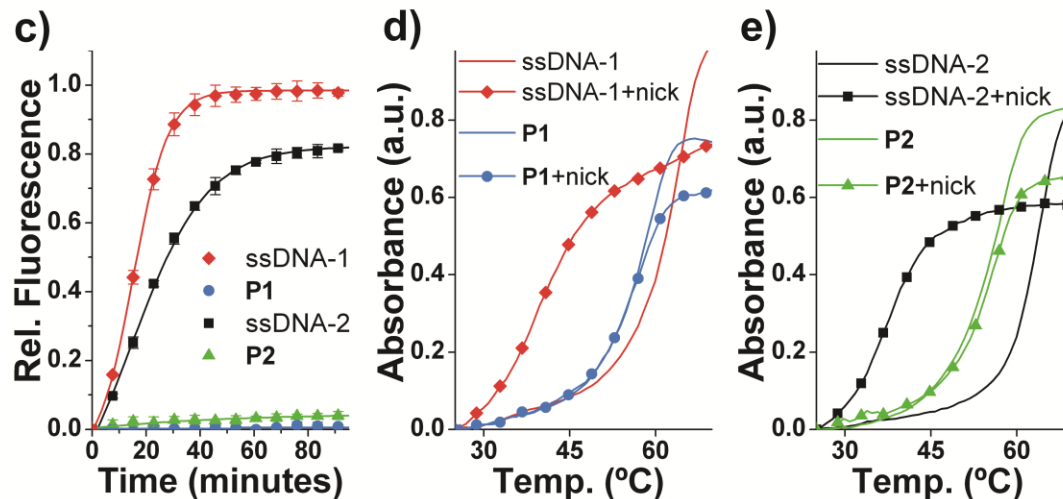 c)
Rel. Fluorescence
1.0
0.8
0.6
0.4
0.2
0.0
ssDNA-1
P1
ssDNA-2
P2
0 20 40 60 80
Time (minutes)
d)
Absorbance (a.u.)
0.8
0.6
0.4
0.2
0.0
ssDNA-1
ssDNA-1+nick
P1
P1+nick
30 45 60
Temp. (ºC)
e)
Absorbance (a.u.)
0.8
0.6
0.4
0.2
0.0
ssDNA-2
ssDNA-2+nick
P2
P2+nick
30 45 60
Temp. (ºC)